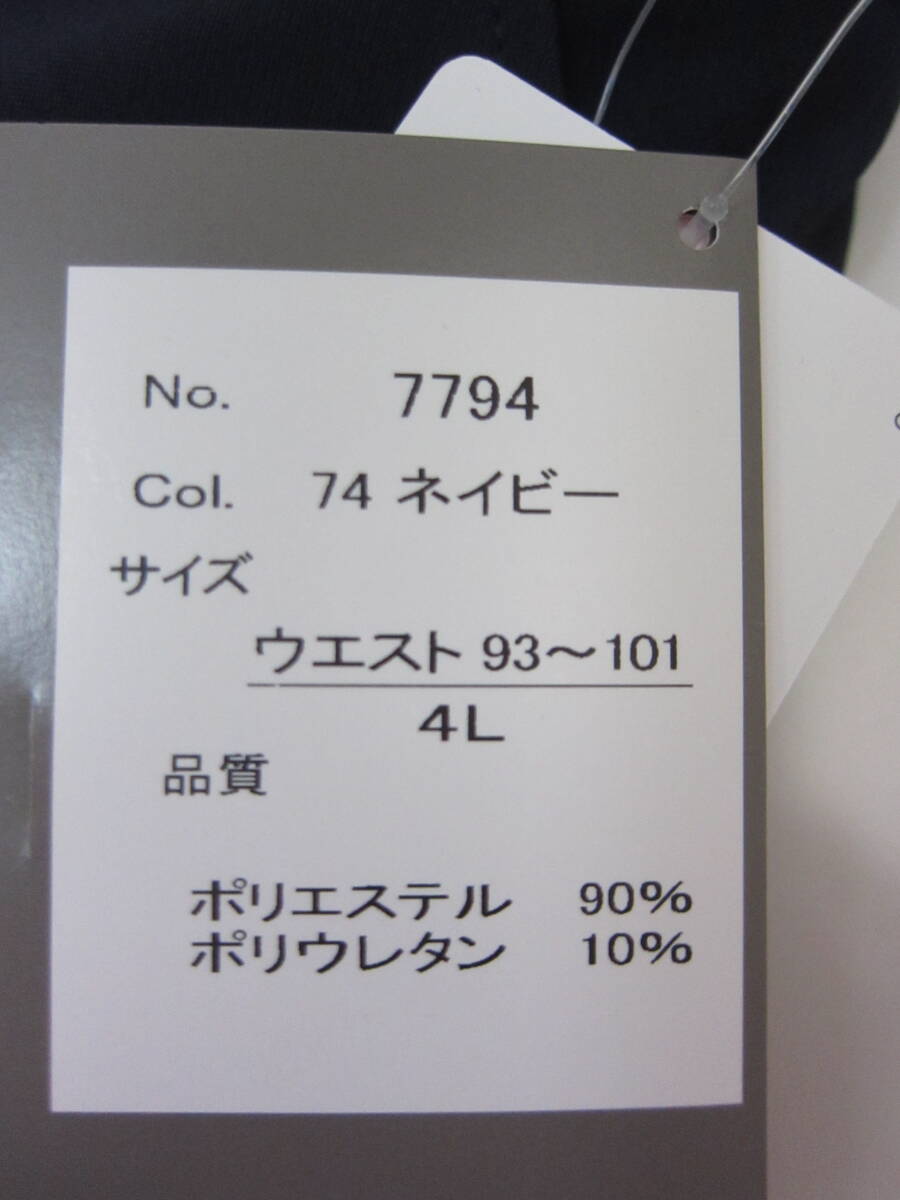 No. 7794
Col. 74 ネイビー
サイズ
ウエスト 93～101
4L
品質
ポリエステル 90%
ポリウレタン 10%